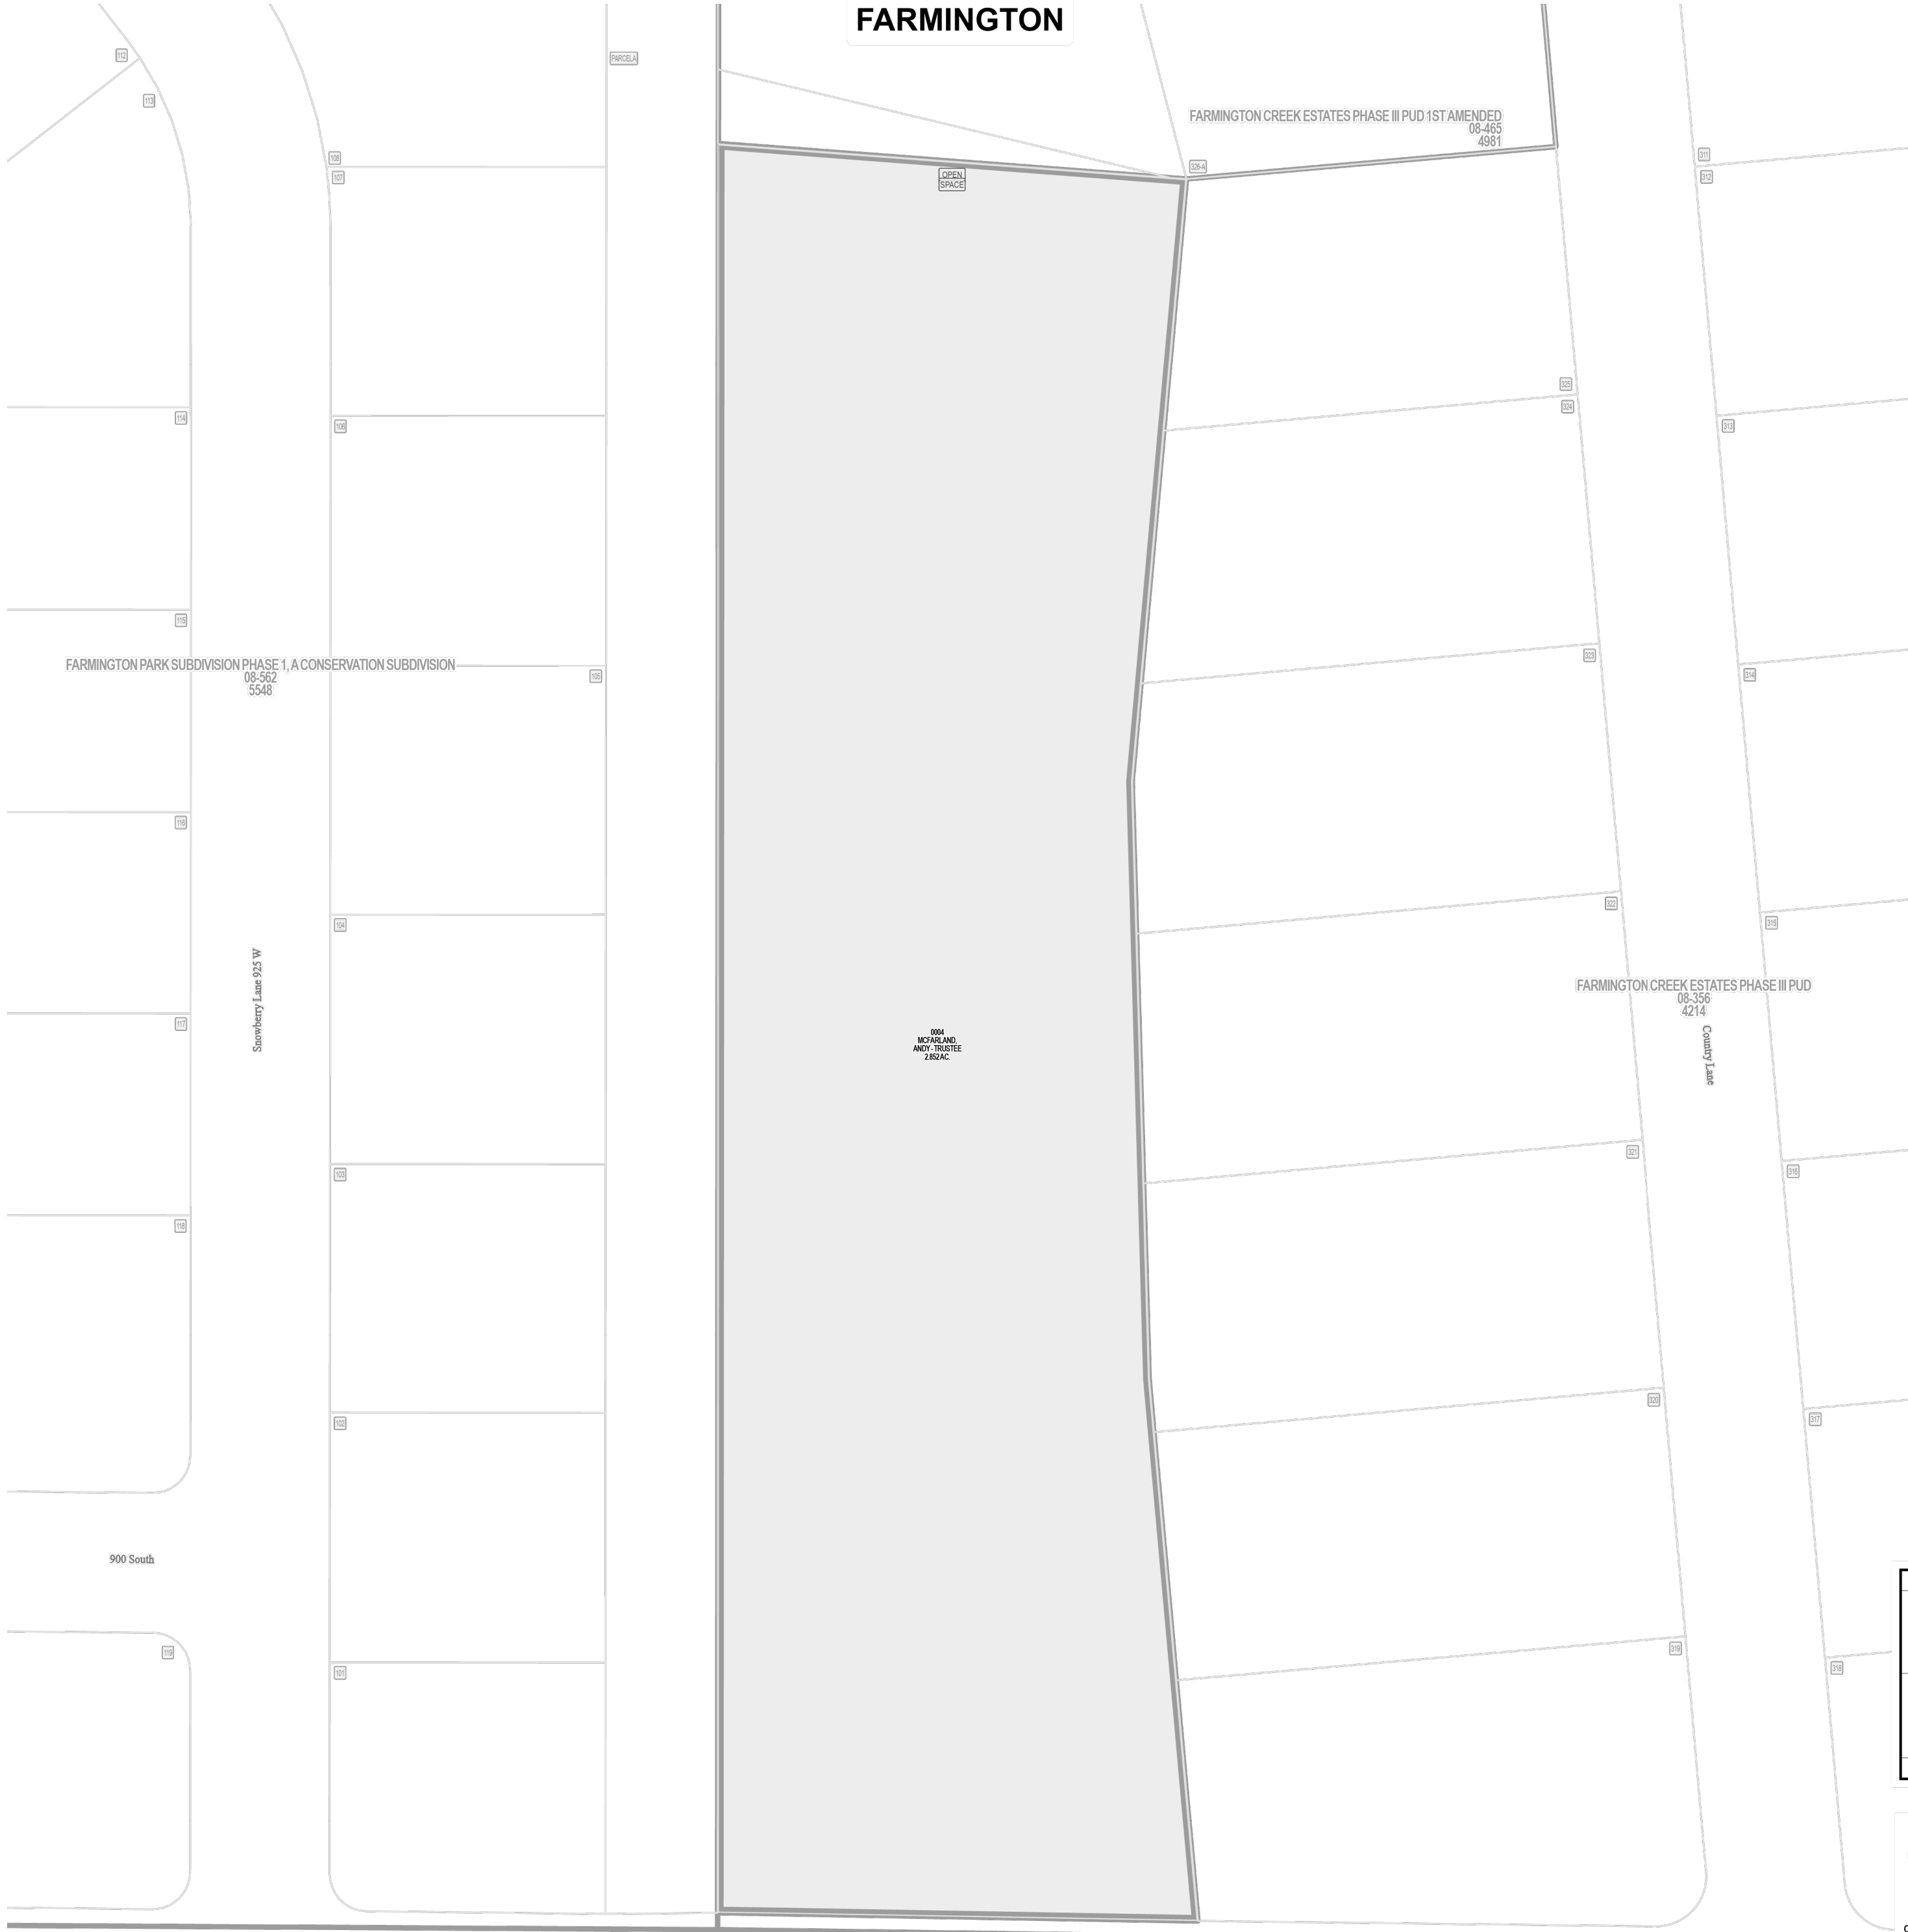 FARMINGTON
112
PARCELA
113
FARMINGTON CREEK ESTATES PHASE III PUD 1ST AMENDED
08-465
4981
108
311
326-A
107
OPEN
SPACE
312
325
324
114
106
313
115
323
FARMINGTON PARK SUBDIVISION PHASE 1, A CONSERVATION SUBDIVISION
08-562
5548
105
314
116
322
104
315
Snowberry Lane 925 W
FARMINGTON CREEK ESTATES PHASE III PUD
08-356
4214
117
0004
MCFARLAND,
ANDY - TRUSTEE
2.852 AC.
Country Lane
321
103
316
118
320
102
317
900 South
119
319
101
318